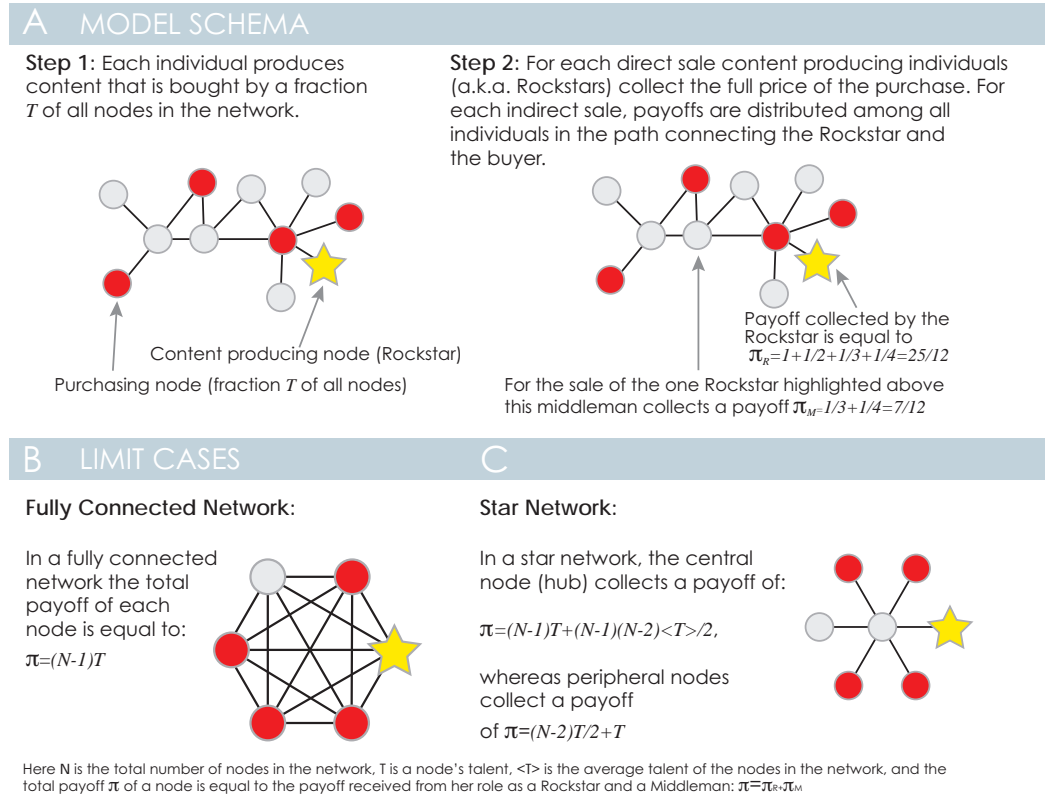 A MODEL SCHEMA
Step 1: Each individual produces
content that is bought by a fraction
T of all nodes in the network.
Step 2: For each direct sale content producing individuals
(a.k.a. Rockstars) collect the full price of the purchase. For
each indirect sale, payoffs are distributed among all
individuals in the path connecting the Rockstar and
the buyer.
Content producing node (Rockstar)
Purchasing node (fraction T of all nodes)
Payoff collected by the
Rockstar is equal to
πR=1+1/2+1/3+1/4=25/12
For the sale of the one Rockstar highlighted above
this middleman collects a payoff πM=1/3+1/4=7/12
B LIMIT CASES
Fully Connected Network:
In a fully connected
network the total
payoff of each
node is equal to:
π=(N-1)T
C
Star Network:
In a star network, the central
node (hub) collects a payoff of:
π=(N-1)T+(N-1)(N-2)<T>/2,
whereas peripheral nodes
collect a payoff
of π=(N-2)T/2+T
Here N is the total number of nodes in the network, T is a node's talent, <T> is the average talent of the nodes in the network, and the
total payoff π of a node is equal to the payoff received from her role as a Rockstar and a Middleman: π=πR+πM